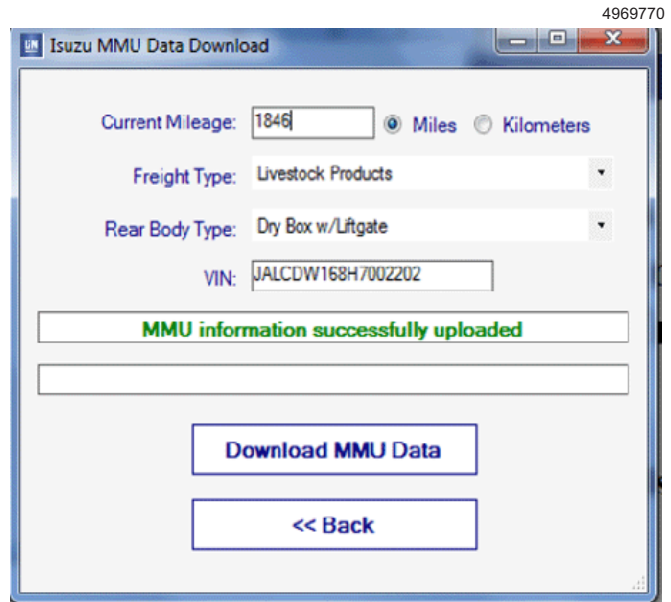 4969770
Isuzu MMU Data Download
Current Mileage: 1846 Miles Kilometers
Freight Type: Livestock Products
Rear Body Type: Dry Box w/Liftgate
VIN: JALCDW168H7002202
MMU information successfully uploaded
Download MMU Data
<< Back